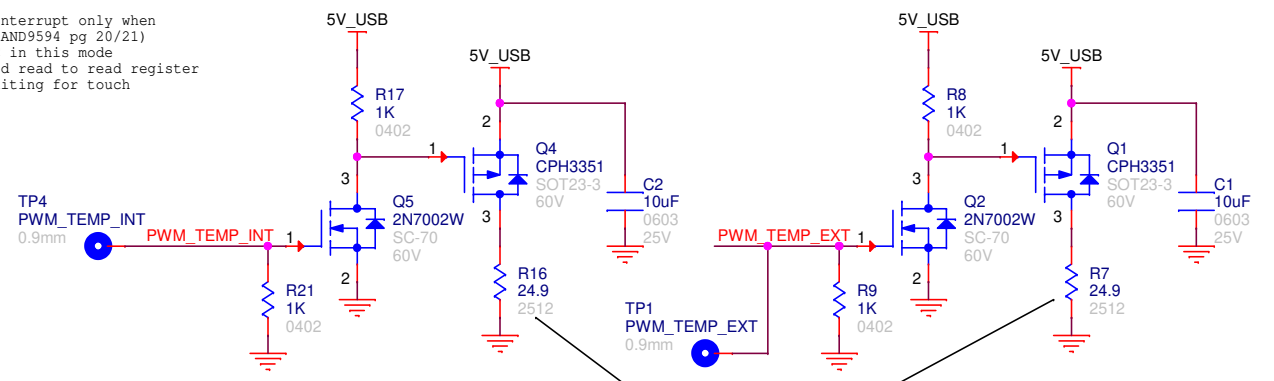 nterrupt only when
AND9594 pg 20/21)
in this mode
d read to read register
iting for touch
5V_USB
R17
1K
0402
5V_USB
2
1
Q4
CPH3351
SOT23-3
60V
3
C2
10uF
0603
25V
3
Q5
2N7002W
SC-70
60V
1
2
TP4
PWM_TEMP_INT
0.9mm
PWM_TEMP_INT
R21
1K
0402
R16
24.9
2512
5V_USB
R8
1K
0402
5V_USB
2
1
Q1
CPH3351
SOT23-3
60V
3
C1
10uF
0603
25V
3
Q2
2N7002W
SC-70
60V
1
2
PWM_TEMP_EXT
TP1
PWM_TEMP_EXT
0.9mm
R9
1K
0402
R7
24.9
2512